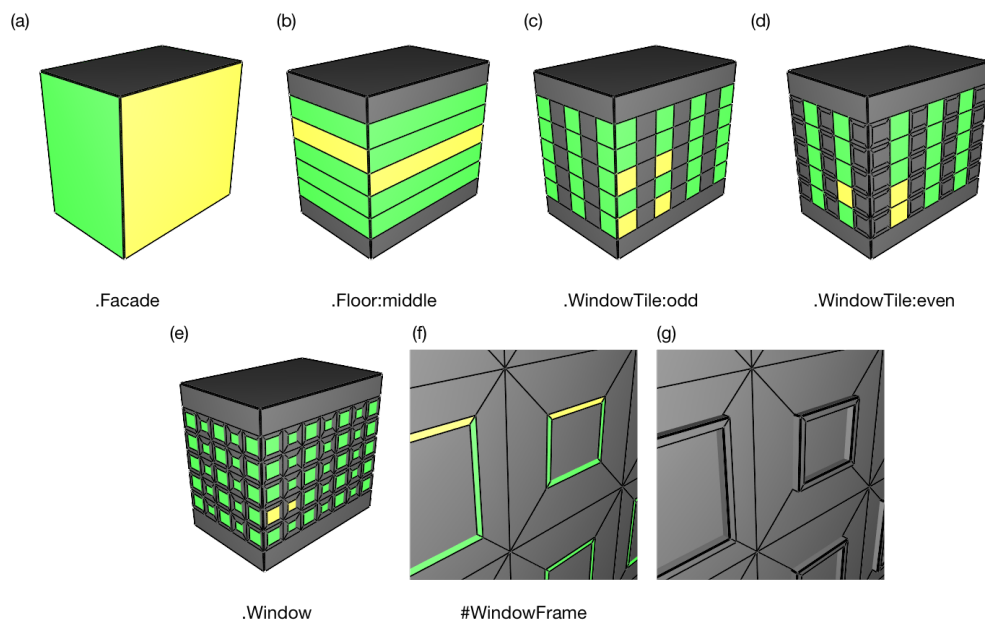 (a)
(b)
(c)
(d)
.Facade
.Floor:middle
.WindowTile:odd
.WindowTile:even
(e)
(f)
(g)
.Window
#WindowFrame